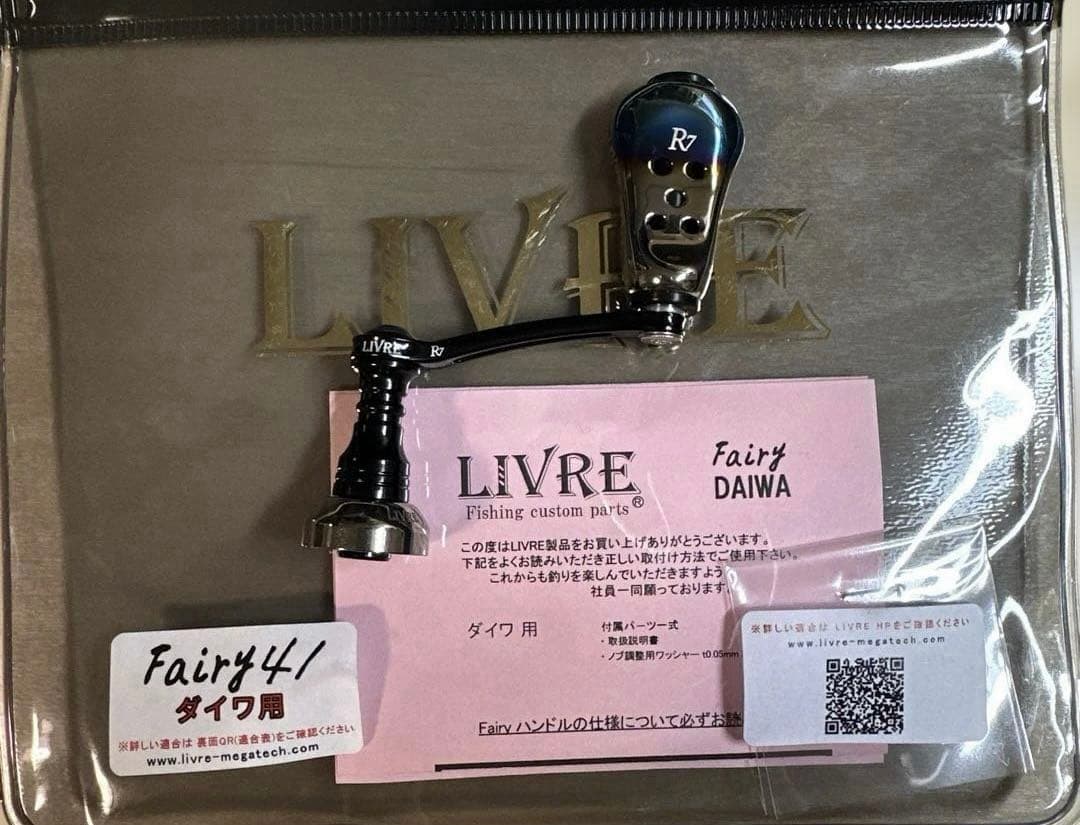 R7
LIVRE
LIVRE R7
LIVRE®
Fishing custom parts
Fairy
DAIWA
この度はLIVRE製品をお買い上げありがとうございます。
下記をよくお読みいただき正しい取付け方法でご使用下さい。
これからも釣りを楽しんでいただきますよう
社員一同願っております。
ダイワ 用
付属パーツ一式
・取扱説明書
・ノブ調整用ワッシャー t0.05mm
Fairy ハンドルの仕様について必ずお読
Fairy 41
ダイワ用
※詳しい適合は 裏面QR(適合表)をご確認ください
www.livre-megatech.com
※詳しい適合は LIVRE HPをご確認ください
www.livre-megatech.com